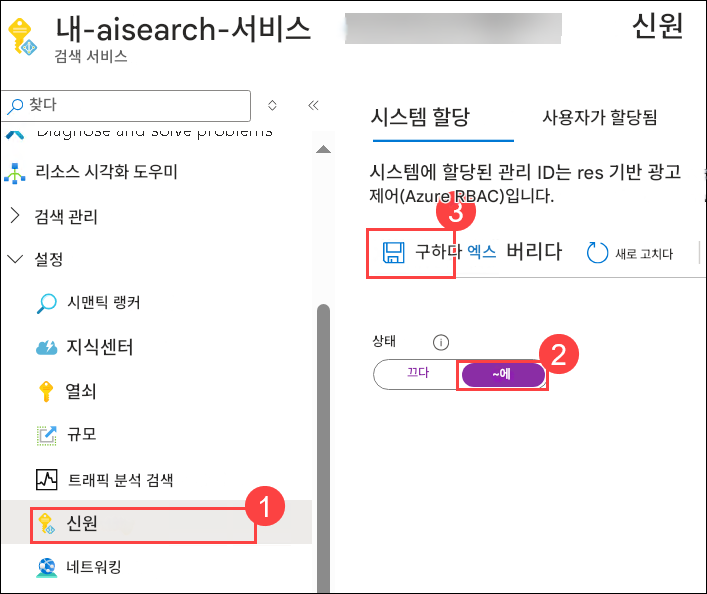 내-aisearch-서비스
신원
검색 서비스
찾다
Diagnose and solve problems
리소스 시각화 도우미
검색 관리
설정
시맨틱 랭커
지식센터
열쇠
규모
트래픽 분석 검색
신원
1
네트워킹
시스템 할당
사용자가 할당됨
시스템에 할당된 관리 ID는 res 기반 광고
제어(Azure RBAC)입니다.
3
구하다 엑스 버리다 새로 고치다
상태
2
끄다 ~에